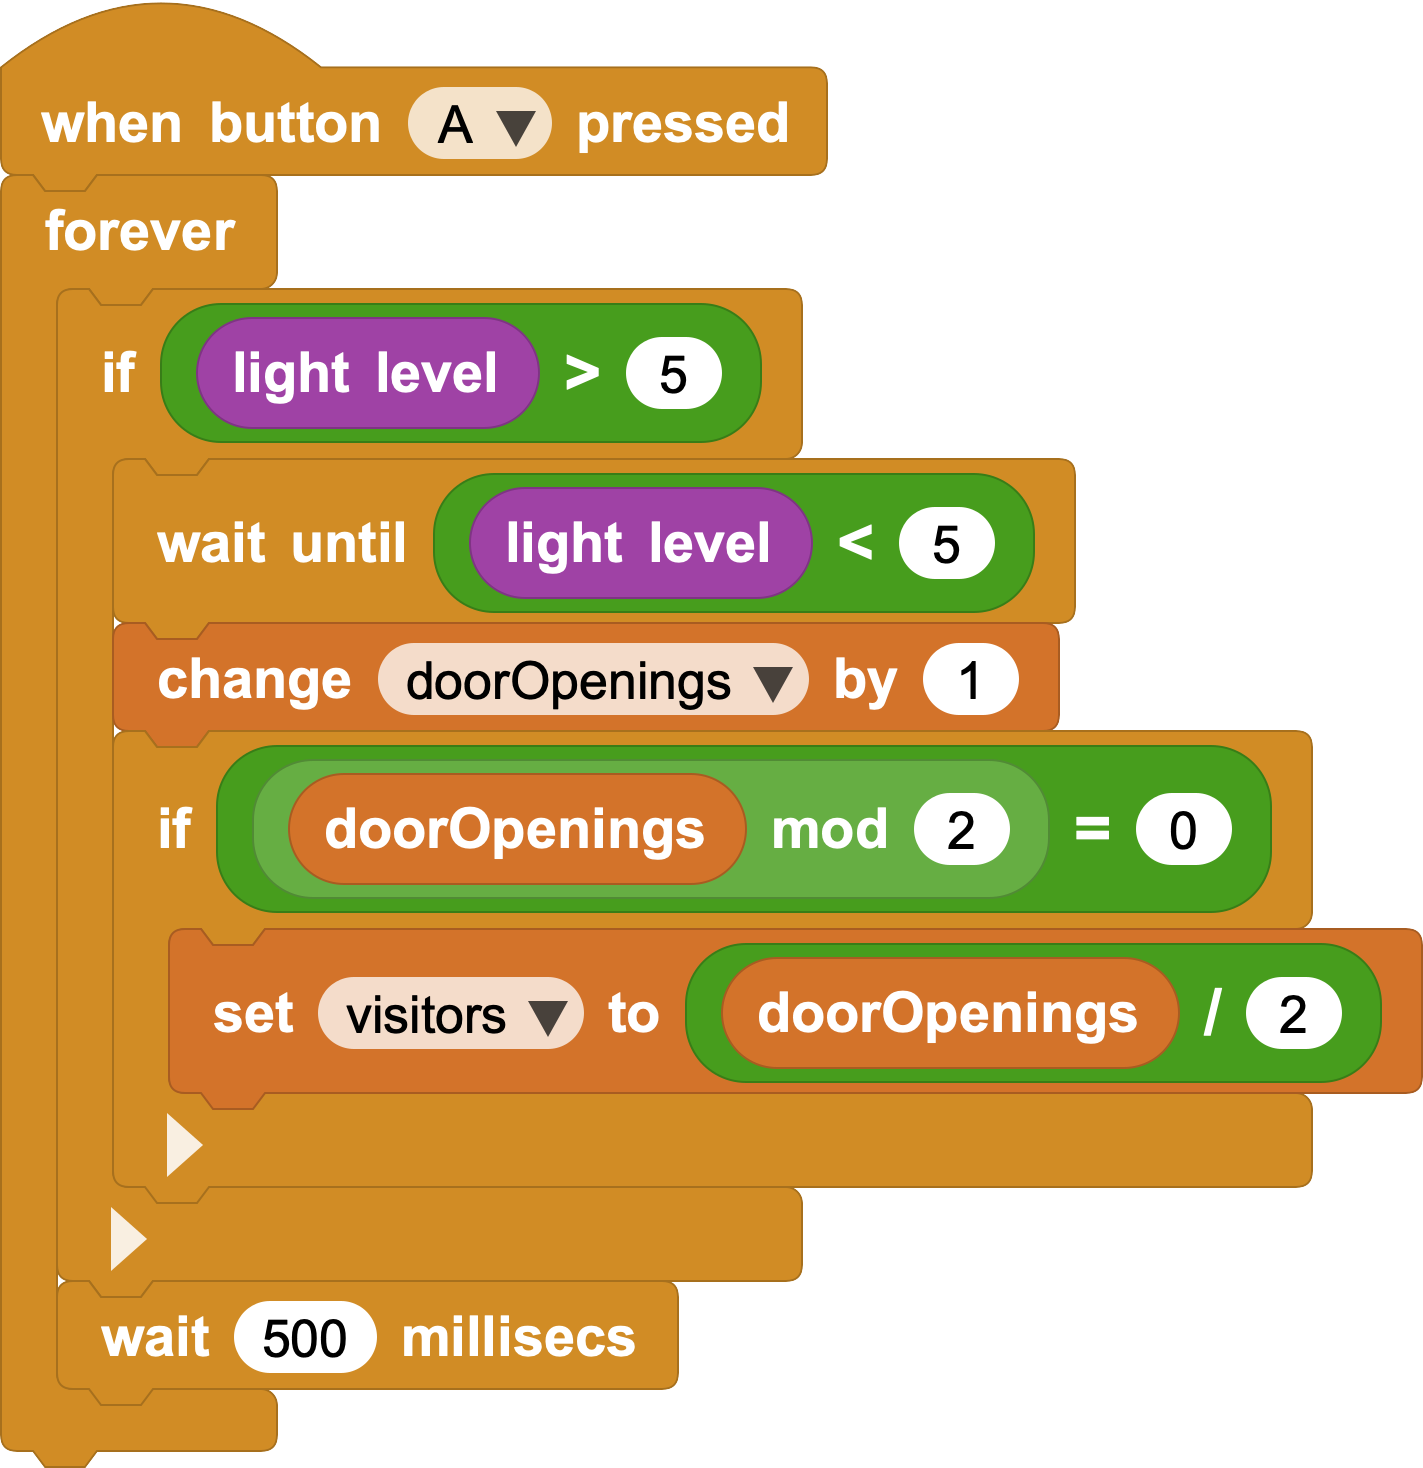 when button A pressed
forever
if light level > 5
wait until light level < 5
change doorOpenings by 1
if doorOpenings mod 2 = 0
set visitors to doorOpenings / 2
wait 500 millisecs